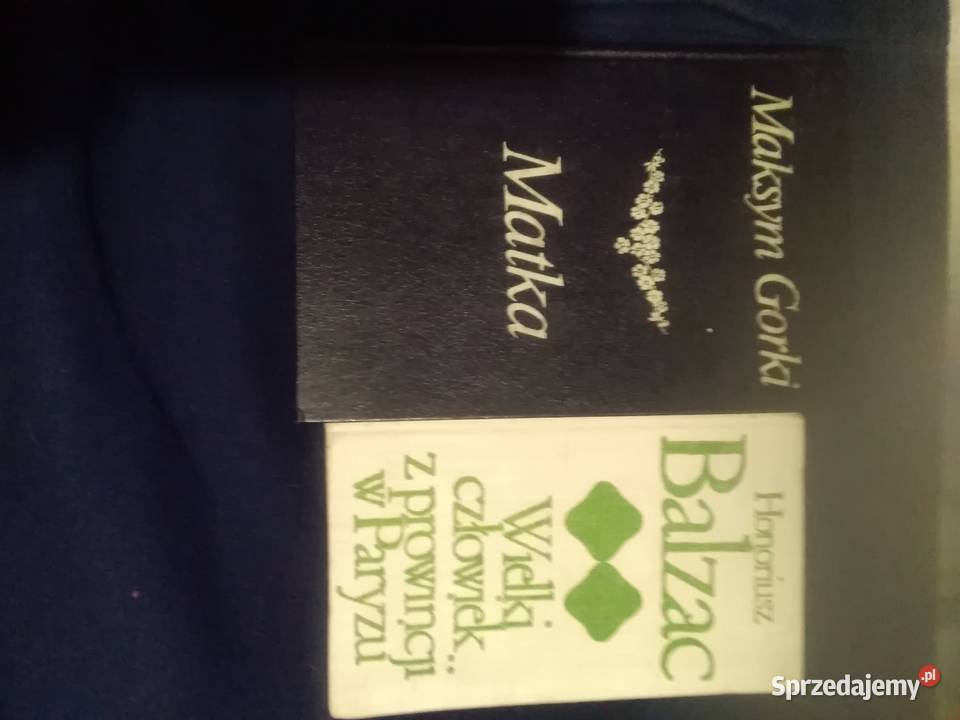 Maksym Gorki
Matka
Honoriusz
Balzac
Wielki
człowiek
z prowincji
w Paryżu
Sprzedajemy.pl